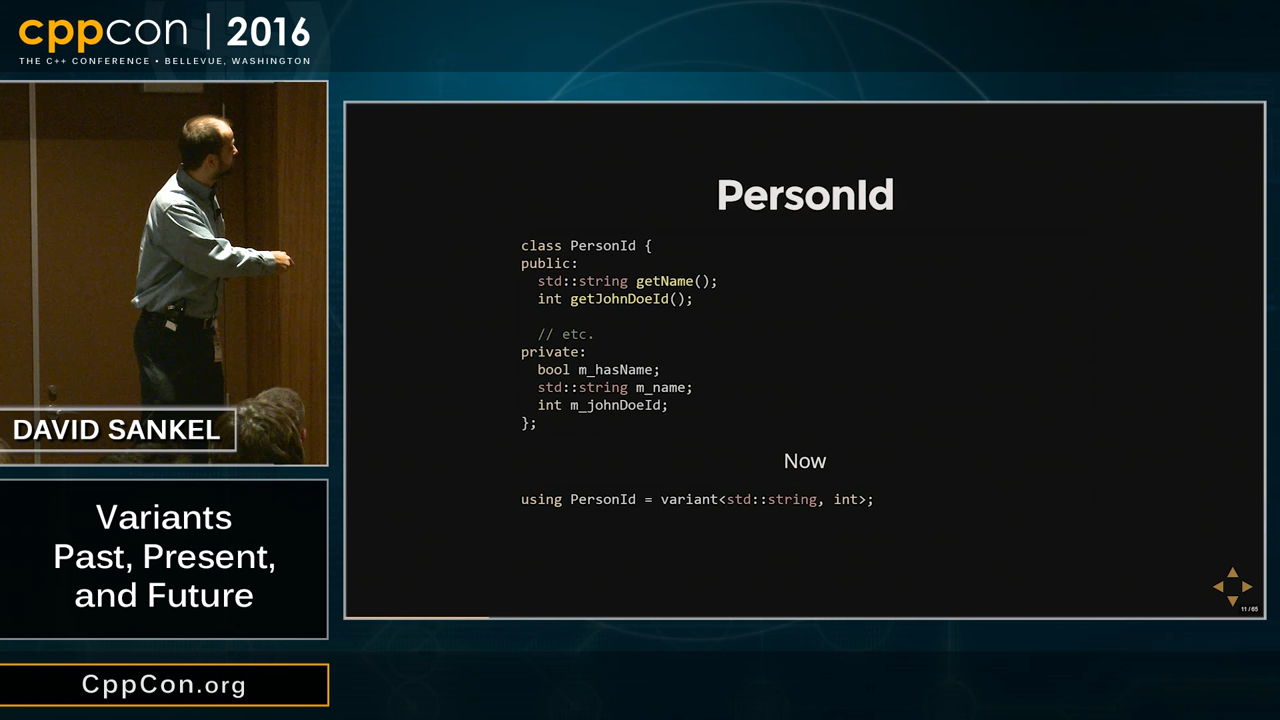 cppcon | 2016
THE C++ CONFERENCE • BELLEVUE, WASHINGTON
DAVID SANKEL
Variants
Past, Present,
and Future
CppCon.org
PersonId
class PersonId {
public:
  std::string getName();
  int getJohnDoeId();
  // etc.
private:
  bool m_hasName;
  std::string m_name;
  int m_johnDoeId;
};
Now
using PersonId = variant<std::string, int>;
11 / 65